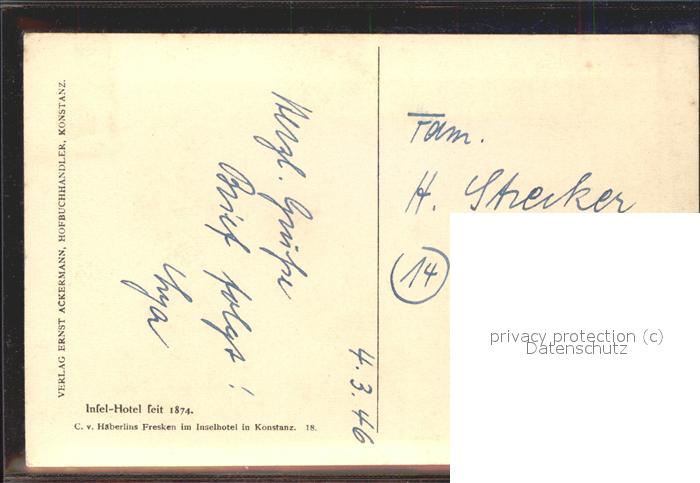 VERLAG ERNST ACKERMANN, HOFBUCHHÄNDLER, KONSTANZ.
Herzl. Grüße
Brief folgt!
Inga
4.3.46
Insel-Hotel seit 1874.
C. v. Häberlins Fresken im Inselhotel in Konstanz. 18.
Fam.
H. Strecker
14
privacy protection (c)
Datenschutz